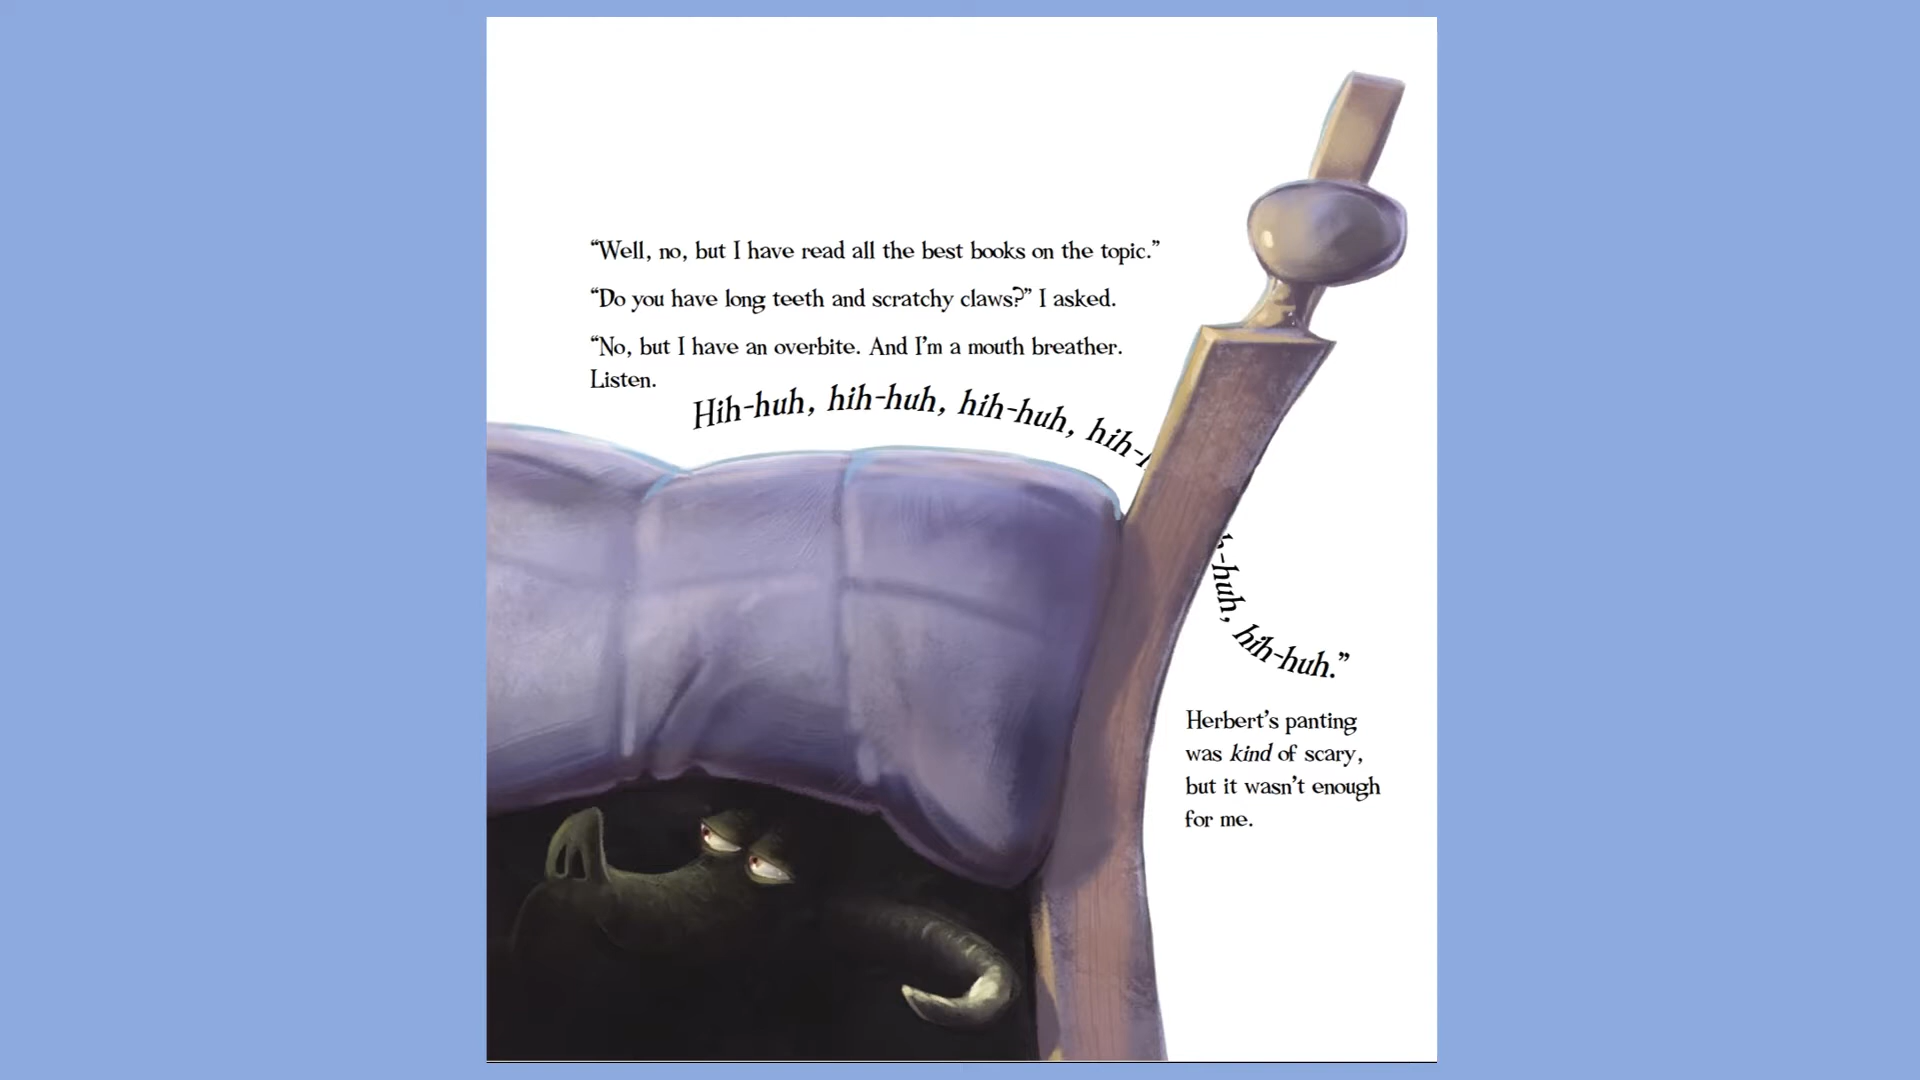 “Well, no, but I have read all the best books on the topic.”
“Do you have long teeth and scratchy claws?” I asked.
“No, but I have an overbite. And I’m a mouth breather.
Listen.
Hih-huh, hih-huh, hih-huh, hih-
-huh, hih-huh.”
Herbert’s panting
was kind of scary,
but it wasn’t enough
for me.